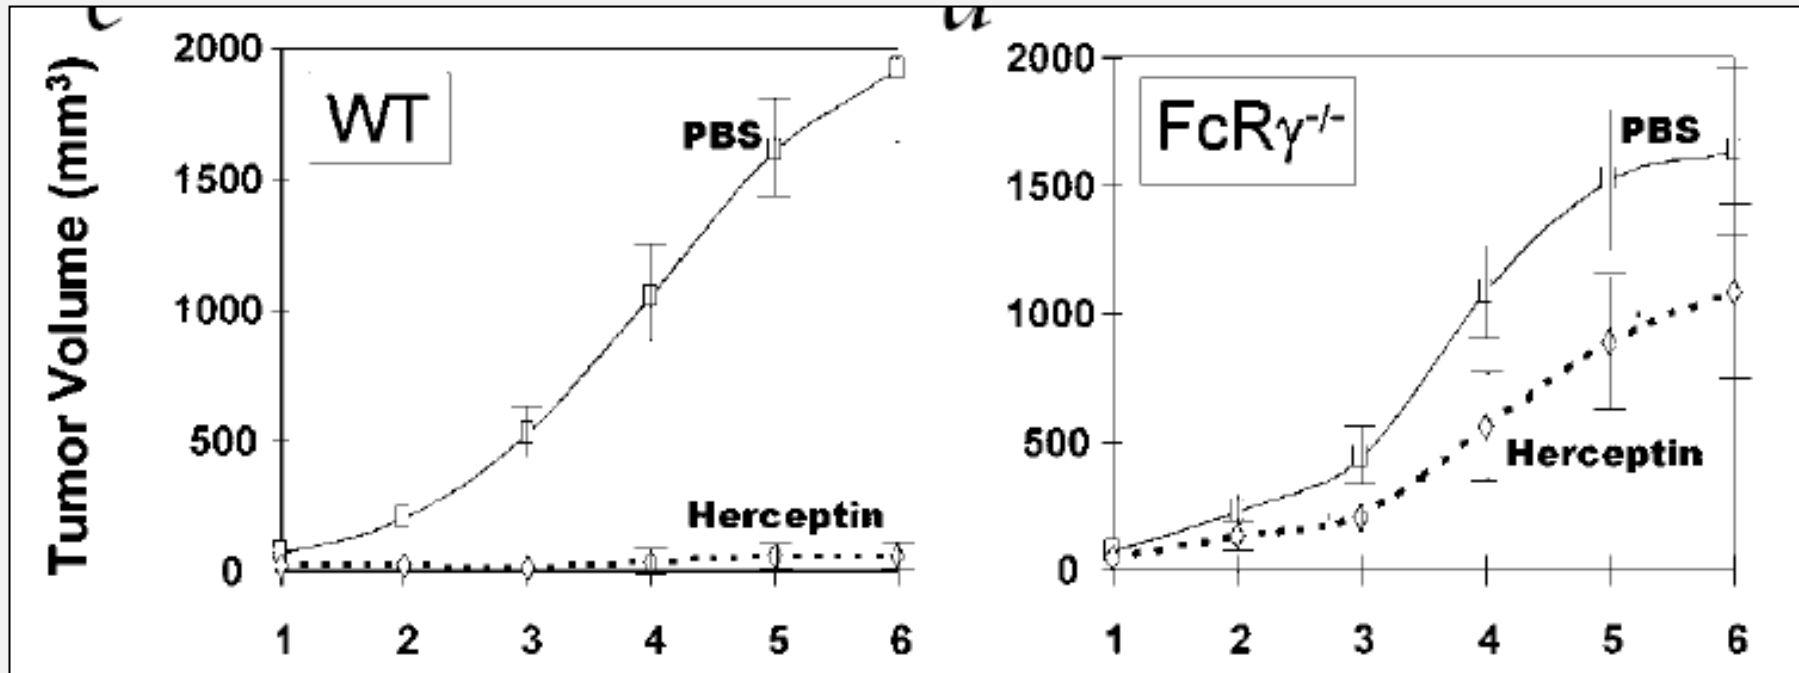 c
Tumor Volume (mm³)
2000
1500
1000
500
0
WT
PBS
Herceptin
1 2 3 4 5 6
d
2000
1500
1000
500
0
FcRγ-/-
PBS
Herceptin
1 2 3 4 5 6